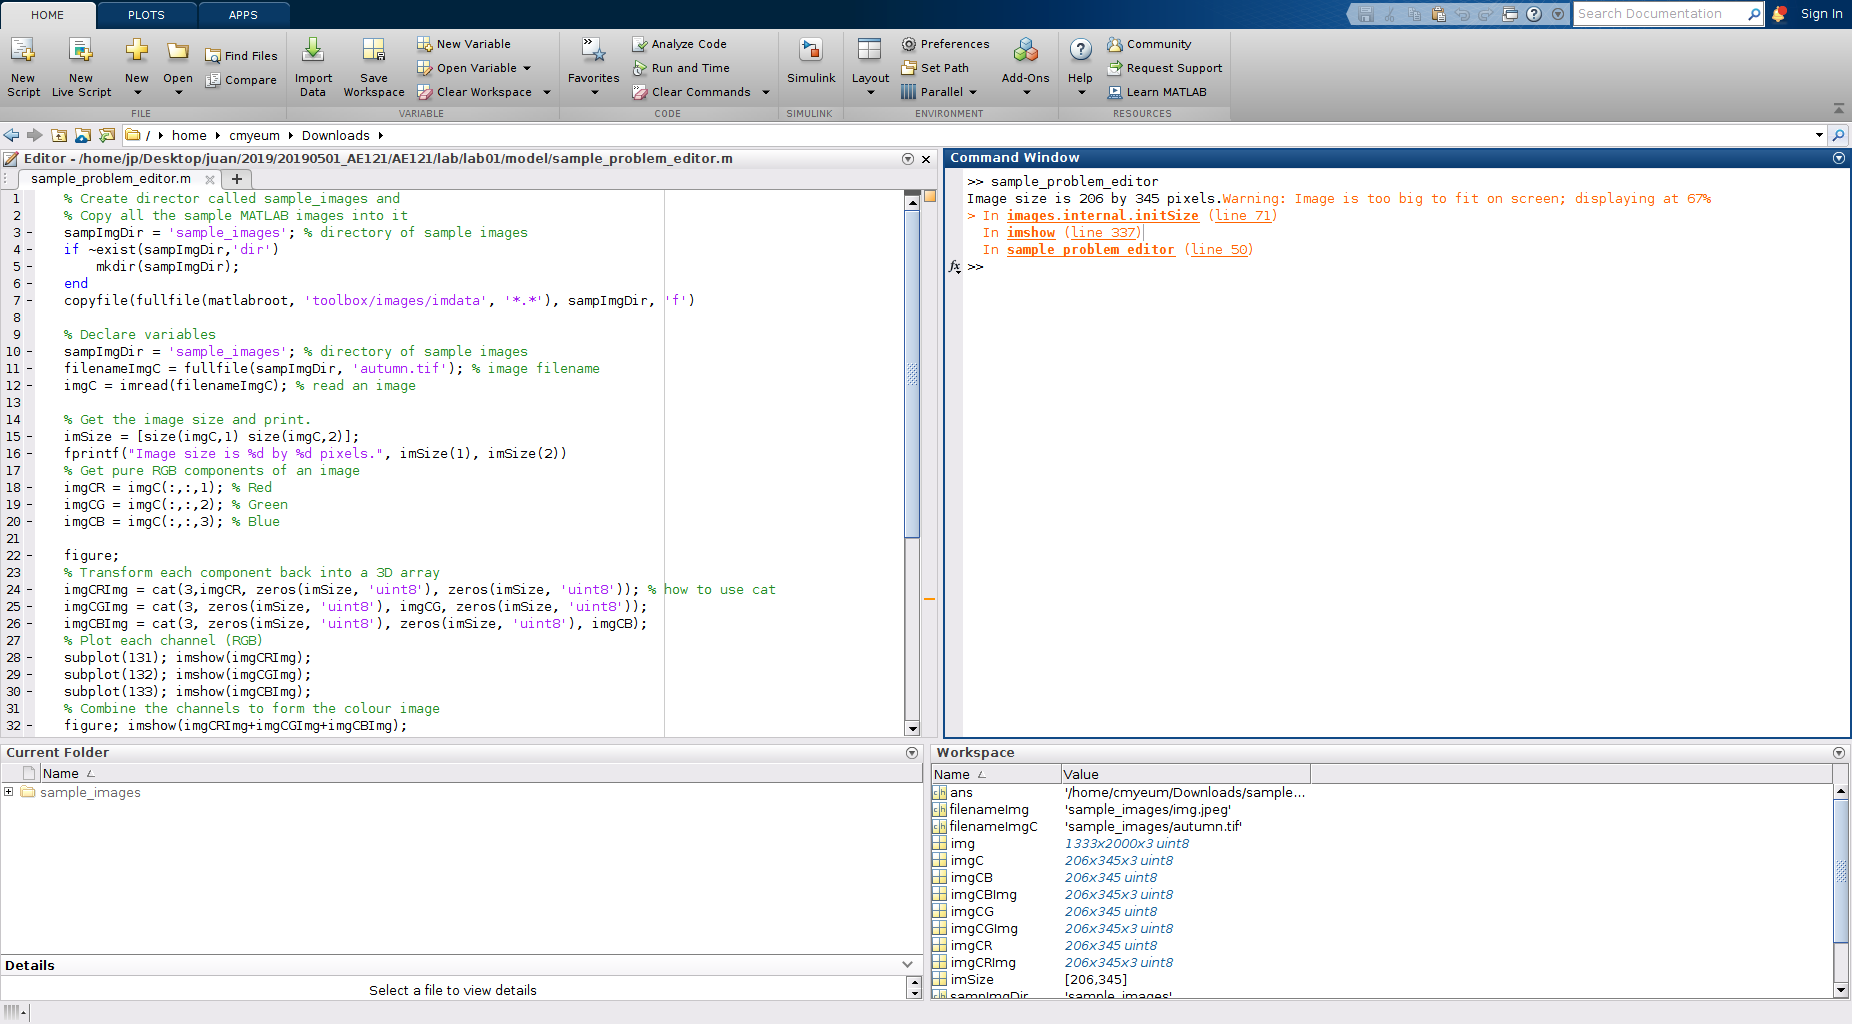 HOME PLOTS APPS
Search Documentation Sign In
New Script
New Live Script
New
Open
Find Files
Compare
FILE
Import Data
Save Workspace
New Variable
Open Variable
Clear Workspace
VARIABLE
Favorites
Analyze Code
Run and Time
Clear Commands
CODE
Simulink
SIMULINK
Layout
Preferences
Set Path
Parallel
Add-Ons
ENVIRONMENT
Help
Community
Request Support
Learn MATLAB
RESOURCES
/ home cmyeum Downloads
Editor - /home/jp/Desktop/juan/2019/20190501_AE121/AE121/lab/lab01/model/sample_problem_editor.m
sample_problem_editor.m
1 % Create director called sample_images and
2 % Copy all the sample MATLAB images into it
3 - sampImgDir = 'sample_images'; % directory of sample images
4 - if ~exist(sampImgDir,'dir')
5 - mkdir(sampImgDir);
6 - end
7 - copyfile(fullfile(matlabroot, 'toolbox/images/imdata', '*.*'), sampImgDir, 'f')
8
9 % Declare variables
10 - sampImgDir = 'sample_images'; % directory of sample images
11 - filenameImgC = fullfile(sampImgDir, 'autumn.tif'); % image filename
12 - imgC = imread(filenameImgC); % read an image
13
14 % Get the image size and print.
15 - imSize = [size(imgC,1) size(imgC,2)];
16 - fprintf("Image size is %d by %d pixels.", imSize(1), imSize(2))
17 % Get pure RGB components of an image
18 - imgCR = imgC(:,:,1); % Red
19 - imgCG = imgC(:,:,2); % Green
20 - imgCB = imgC(:,:,3); % Blue
21
22 - figure;
23 % Transform each component back into a 3D array
24 - imgCRImg = cat(3,imgCR, zeros(imSize, 'uint8'), zeros(imSize, 'uint8')); % how to use cat
25 - imgCGImg = cat(3, zeros(imSize, 'uint8'), imgCG, zeros(imSize, 'uint8'));
26 - imgCBImg = cat(3, zeros(imSize, 'uint8'), zeros(imSize, 'uint8'), imgCB);
27 % Plot each channel (RGB)
28 - subplot(131); imshow(imgCRImg);
29 - subplot(132); imshow(imgCGImg);
30 - subplot(133); imshow(imgCBImg);
31 % Combine the channels to form the colour image
32 - figure; imshow(imgCRImg+imgCGImg+imgCBImg);
Command Window
>> sample_problem_editor
Image size is 206 by 345 pixels.Warning: Image is too big to fit on screen; displaying at 67%
> In images.internal.initSize (line 71)
In imshow (line 337)
In sample_problem_editor (line 50)
fx >>
Current Folder
Name
sample_images
Details
Select a file to view details
Workspace
Name Value
ans '/home/cmyeum/Downloads/sample...
filenameImg 'sample_images/img.jpeg'
filenameImgC 'sample_images/autumn.tif'
img 1333x2000x3 uint8
imgC 206x345x3 uint8
imgCB 206x345 uint8
imgCBImg 206x345x3 uint8
imgCG 206x345 uint8
imgCGImg 206x345x3 uint8
imgCR 206x345 uint8
imgCRImg 206x345x3 uint8
imSize [206,345]
sampImgDir 'sample_images'